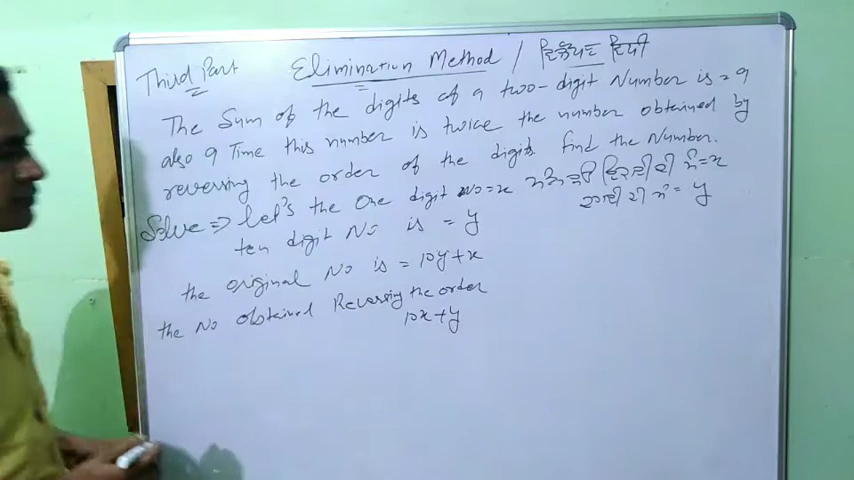 Third Part
Elimination Method /
The Sum of the digits of a two-digit Number is = 9
also 9 Time this number is twice the number obtained by
reversing the order of the digits find the Number.
Solve ⇒ Let's the One digit No = x
= x
ten digit No is = y
= y
the original No is = 10y+x
the No obtained Reversing the order
10x+y